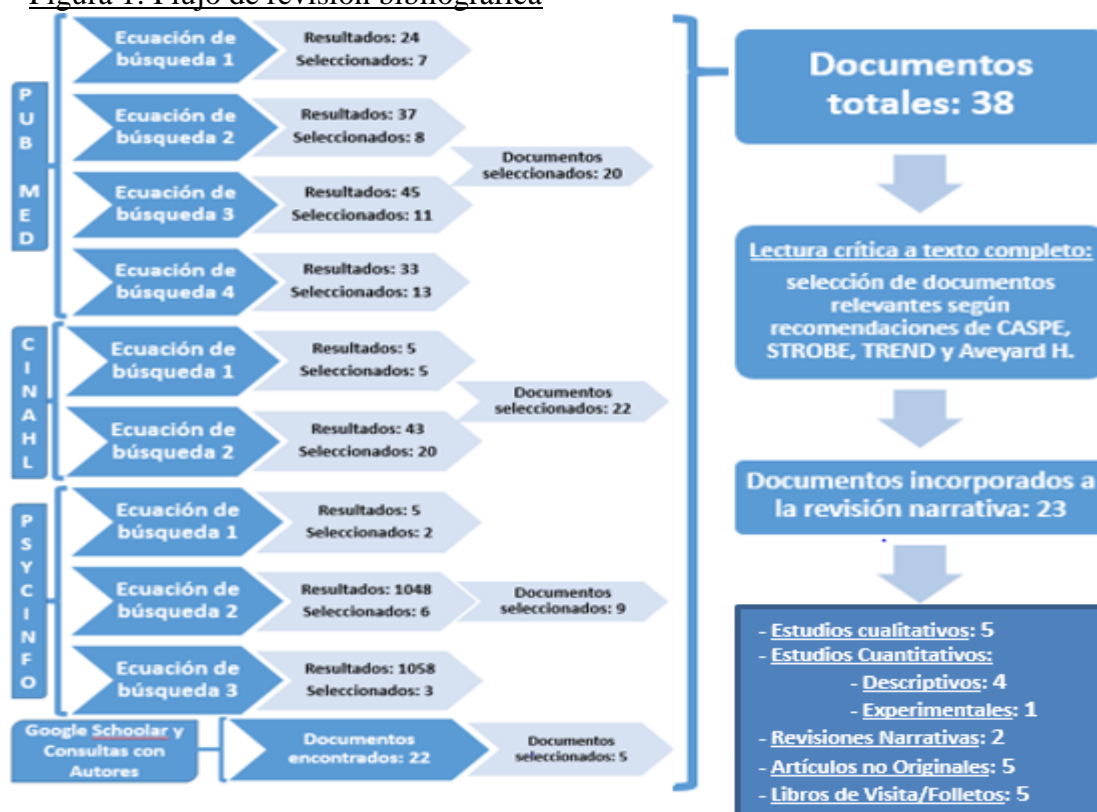 Figura 1. Flujo de revisión bibliográfica
PUB MED
Ecuación de
búsqueda 1
Resultados: 24
Seleccionados: 7
Ecuación de
búsqueda 2
Resultados: 37
Seleccionados: 8
Ecuación de
búsqueda 3
Resultados: 45
Seleccionados: 11
Ecuación de
búsqueda 4
Resultados: 33
Seleccionados: 13
Documentos
seleccionados: 20
CINAHL
Ecuación de
búsqueda 1
Resultados: 5
Seleccionados: 5
Ecuación de
búsqueda 2
Resultados: 43
Seleccionados: 20
Documentos
seleccionados: 22
PSYCINFO
Ecuación de
búsqueda 1
Resultados: 5
Seleccionados: 2
Ecuación de
búsqueda 2
Resultados: 1048
Seleccionados: 6
Ecuación de
búsqueda 3
Resultados: 1058
Seleccionados: 3
Documentos
seleccionados: 9
Google Schoolar y
Consultas con
Autores
Documentos
encontrados: 22
Documentos
seleccionados: 5
Documentos
totales: 38
Lectura crítica a texto completo:
selección de documentos
relevantes según
recomendaciones de CASPE,
STROBE, TREND y Aveyard H.
Documentos incorporados a
la revisión narrativa: 23
- Estudios cualitativos: 5
- Estudios Cuantitativos:
- Descriptivos: 4
- Experimentales: 1
- Revisiones Narrativas: 2
- Artículos no Originales: 5
- Libros de Visita/Folletos: 5